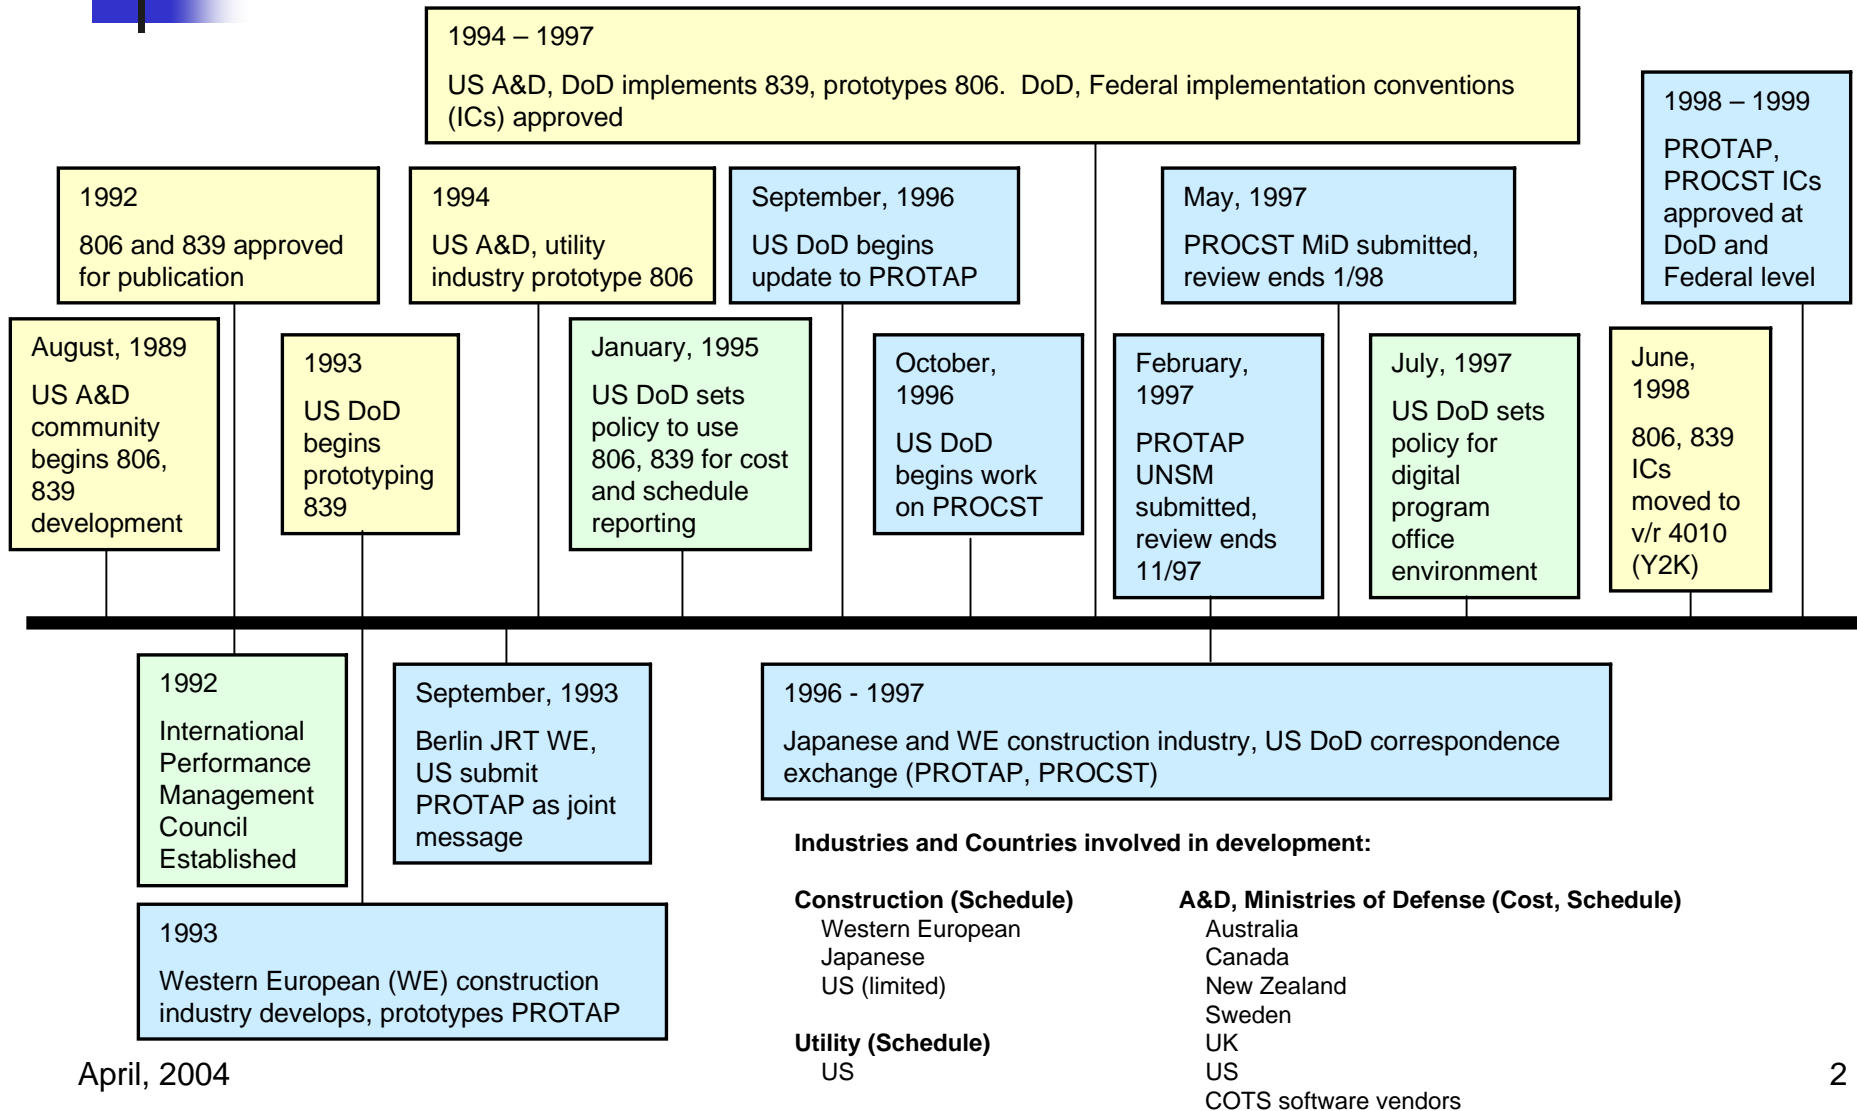 1994 – 1997
US A&D, DoD implements 839, prototypes 806.  DoD, Federal implementation conventions
(ICs) approved
1998 – 1999
PROTAP,
PROCST ICs
approved at
DoD and
Federal level
1992
806 and 839 approved
for publication
1994
US A&D, utility
industry prototype 806
September, 1996
US DoD begins
update to PROTAP
May, 1997
PROCST MiD submitted,
review ends 1/98
August, 1989
US A&D
community
begins 806,
839
development
1993
US DoD
begins
prototyping
839
January, 1995
US DoD sets
policy to use
806, 839 for cost
and schedule
reporting
October,
1996
US DoD
begins work
on PROCST
February,
1997
PROTAP
UNSM
submitted,
review ends
11/97
July, 1997
US DoD sets
policy for
digital
program
office
environment
June,
1998
806, 839
ICs
moved to
v/r 4010
(Y2K)
1992
International
Performance
Management
Council
Established
September, 1993
Berlin JRT WE,
US submit
PROTAP as joint
message
1996 - 1997
Japanese and WE construction industry, US DoD correspondence
exchange (PROTAP, PROCST)
1993
Western European (WE) construction
industry develops, prototypes PROTAP
Industries and Countries involved in development:
Construction (Schedule)
Western European
Japanese
US (limited)
Utility (Schedule)
US
A&D, Ministries of Defense (Cost, Schedule)
Australia
Canada
New Zealand
Sweden
UK
US
COTS software vendors
April, 2004
2